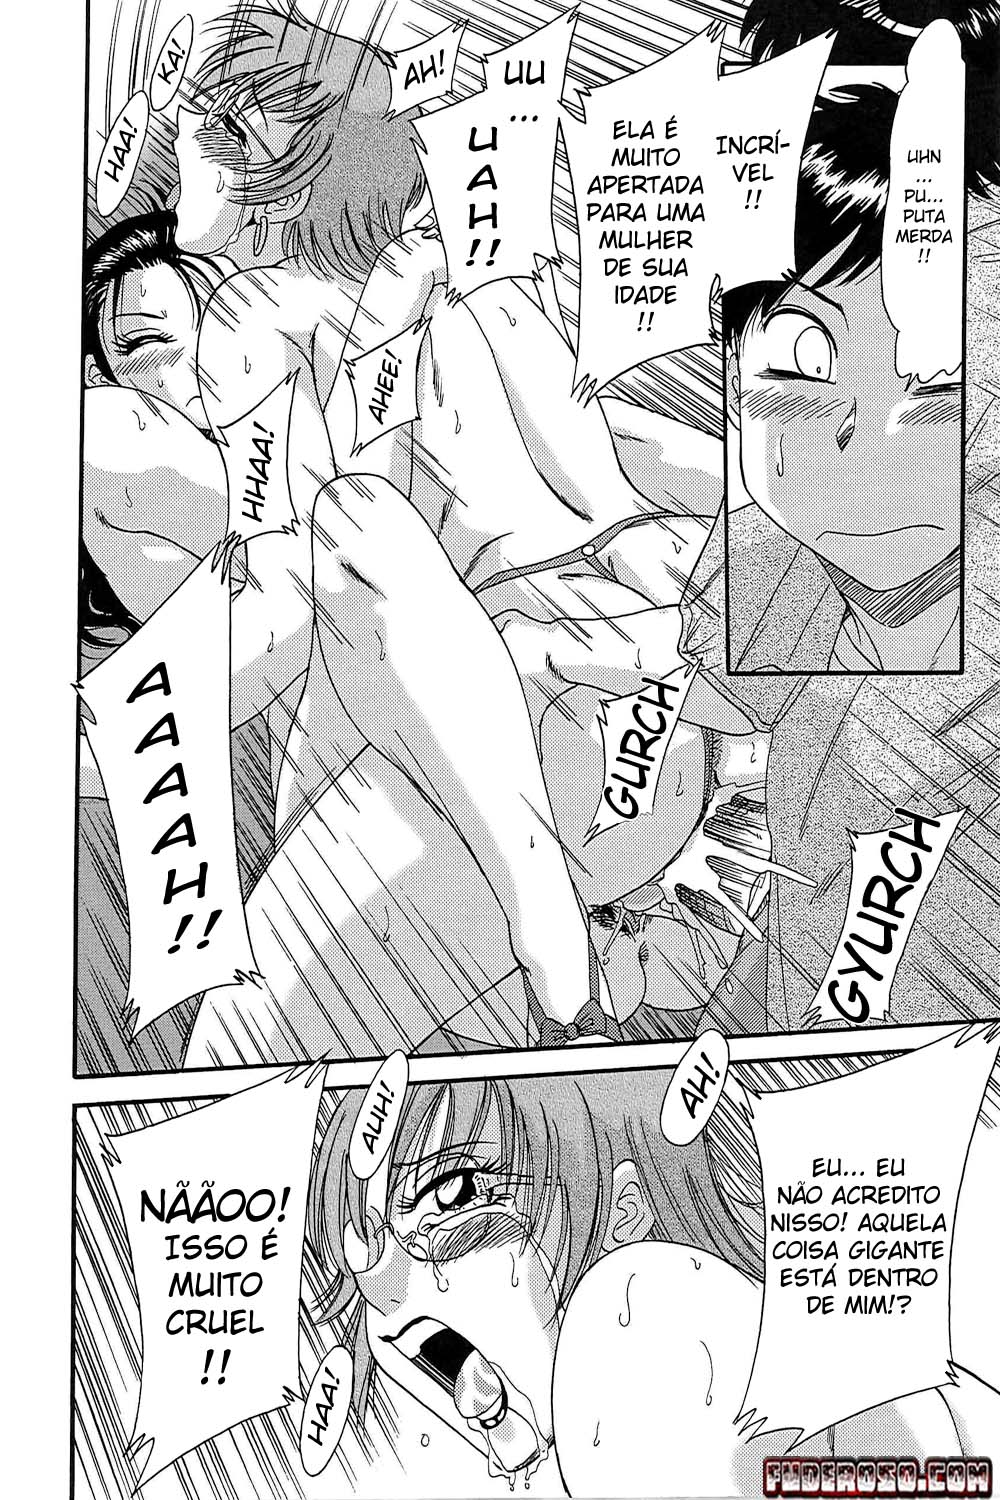 UHN
...
PU...
PUTA
MERDA
!!
INCRÍ-
VEL
!!
ELA É
MUITO
APERTADA
PARA UMA
MULHER
DE SUA
IDADE
!!
UU
...
UAH!!
AH!
KA!
HAA!
AHEE!
HHAA!
AAAAH!!
GURCH
GYURCH
EU... EU
NÃO ACREDITO
NISSO! AQUELA
COISA GIGANTE
ESTÁ DENTRO
DE MIM!?
AH!
AUH!
HAA!
NÃÃOO!
ISSO É
MUITO
CRUEL
!!
FUDEROSO.COM